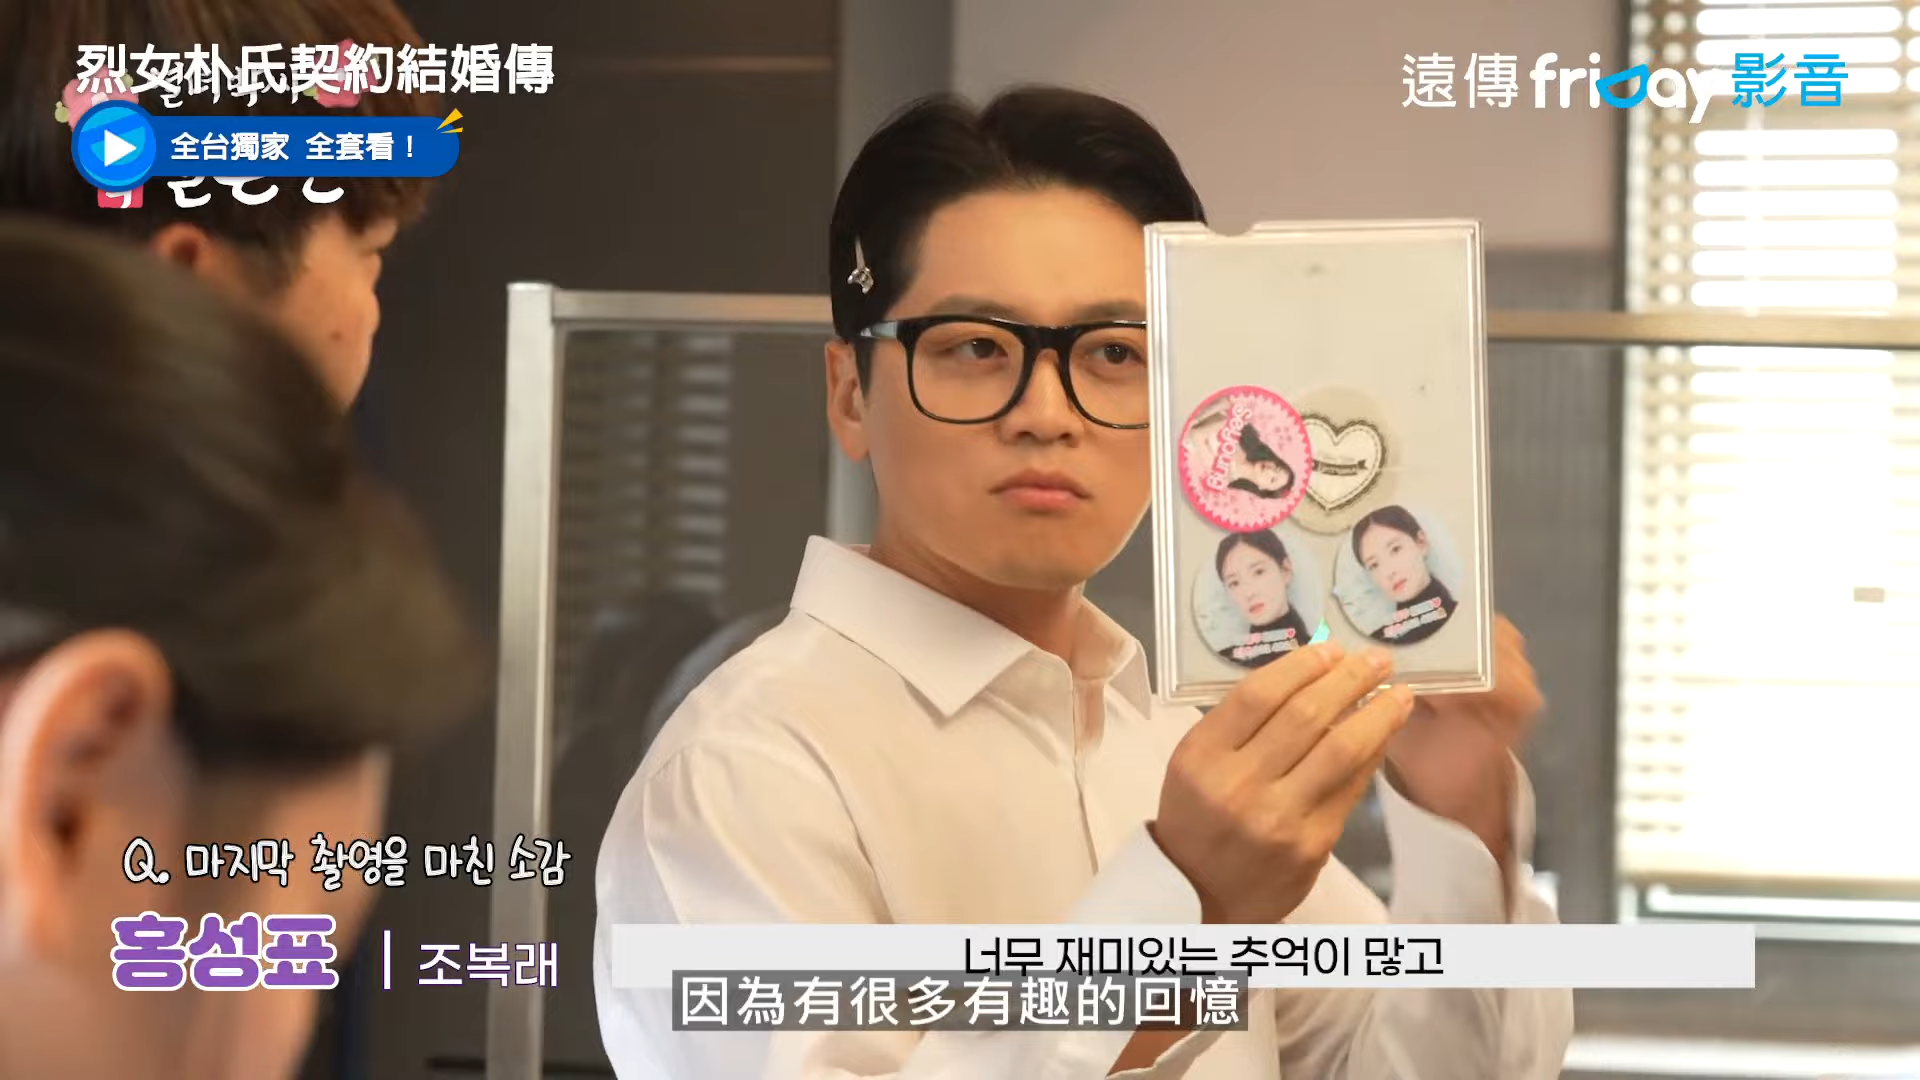 烈女朴氏契約結婚傳
遠傳friDay影音
全台獨家 全套看!
Q. 마지막 촬영을 마친 소감
홍성표 | 조복래
너무 재미있는 추억이 많고
因為有很多有趣的回憶